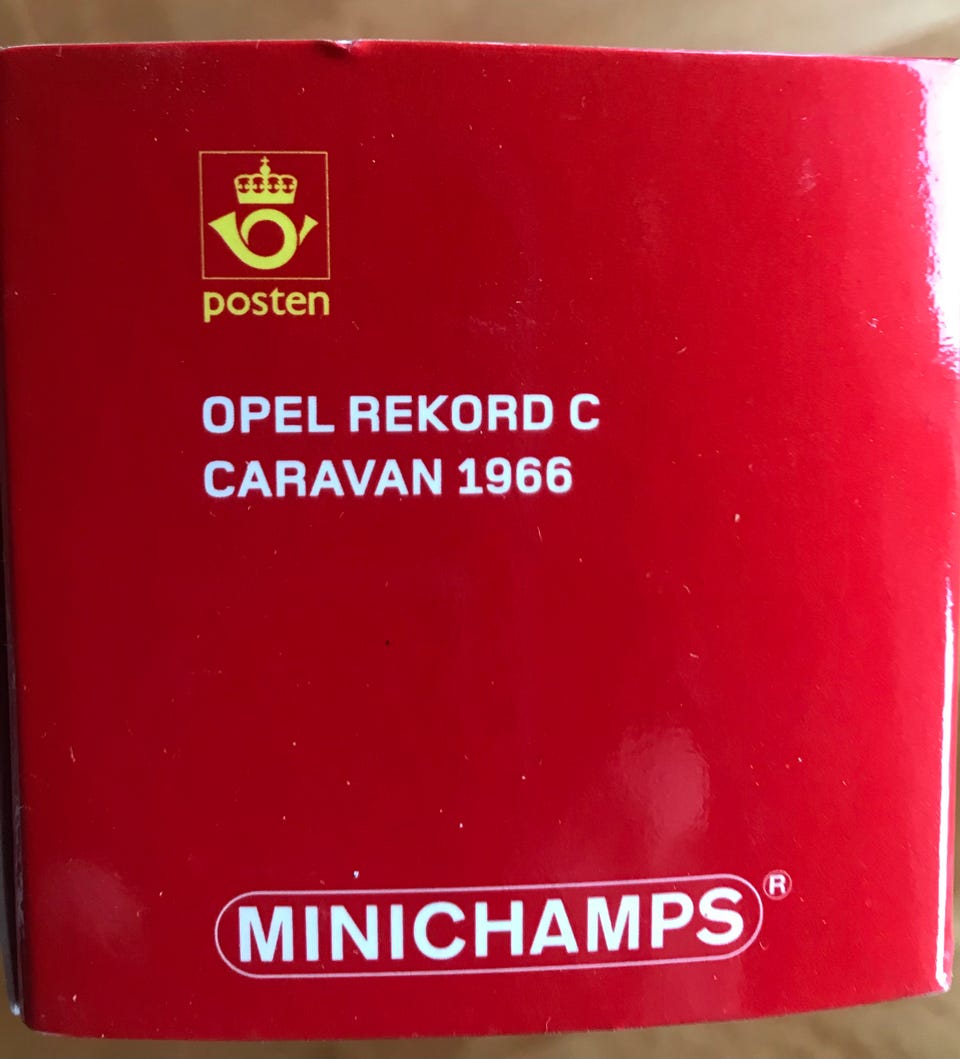 posten
OPEL REKORD C
CARAVAN 1966
MINICHAMPS®